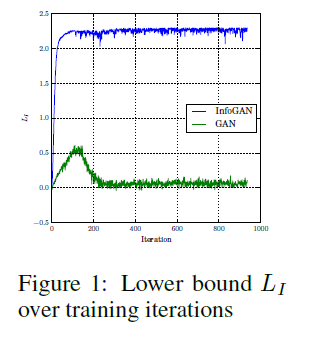 2.5
2.0
1.5
1.0
0.5
0.0
−0.5
L_I
InfoGAN
GAN
0 200 400 600 800 1000
Iteration
Figure 1: Lower bound L_I
over training iterations